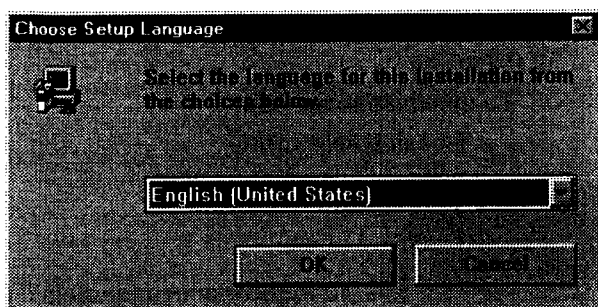 Choose Setup Language
Select the language for this installation from
the choices below.
English (United States)
OK
Cancel